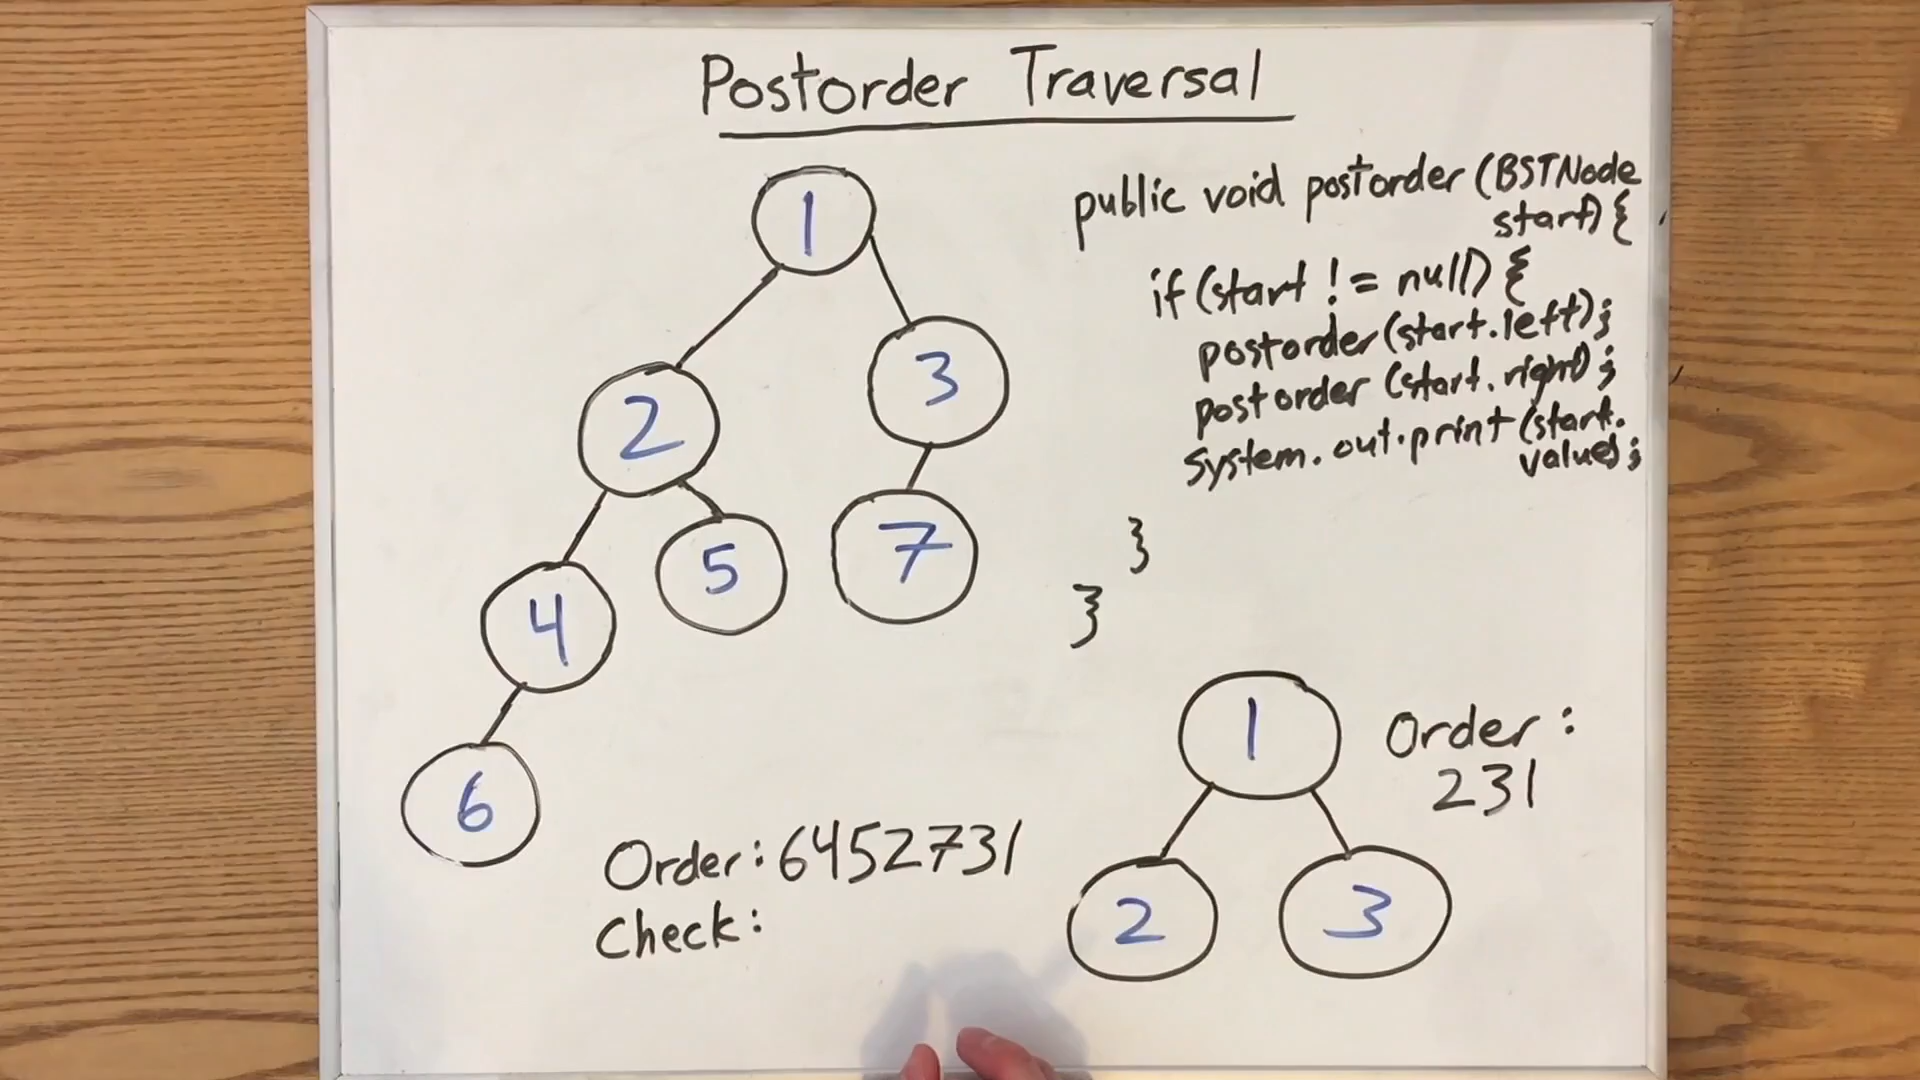 Postorder Traversal
public void postorder (BSTNode
start) {
if (start != null) {
postorder (start.left);
postorder (start.right);
system.out.print (start.
value);
}
}
1
2
3
4
5
7
6
Order: 6452731
Check:
1
2
3
Order:
231